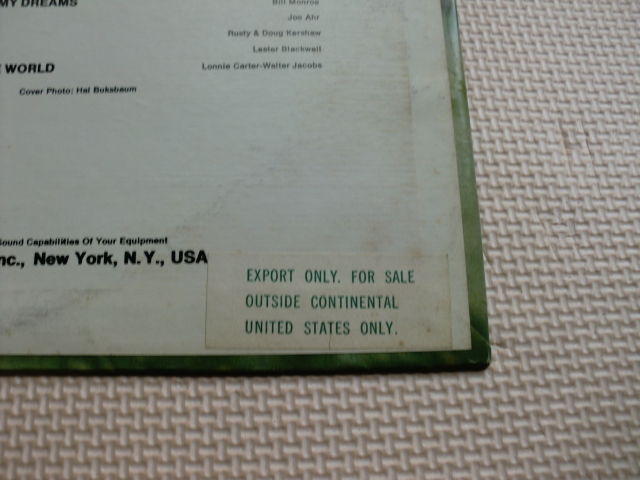 MY DREAMS Bill Monroe
Joe Ahr
Rusty & Doug Kershaw
Lester Blackwell
WORLD Lonnie Carter-Walter Jacobs
Cover Photo: Hal Buksbaum
Sound Capabilities Of Your Equipment
nc., New York, N.Y., USA
EXPORT ONLY. FOR SALE
OUTSIDE CONTINENTAL
UNITED STATES ONLY.